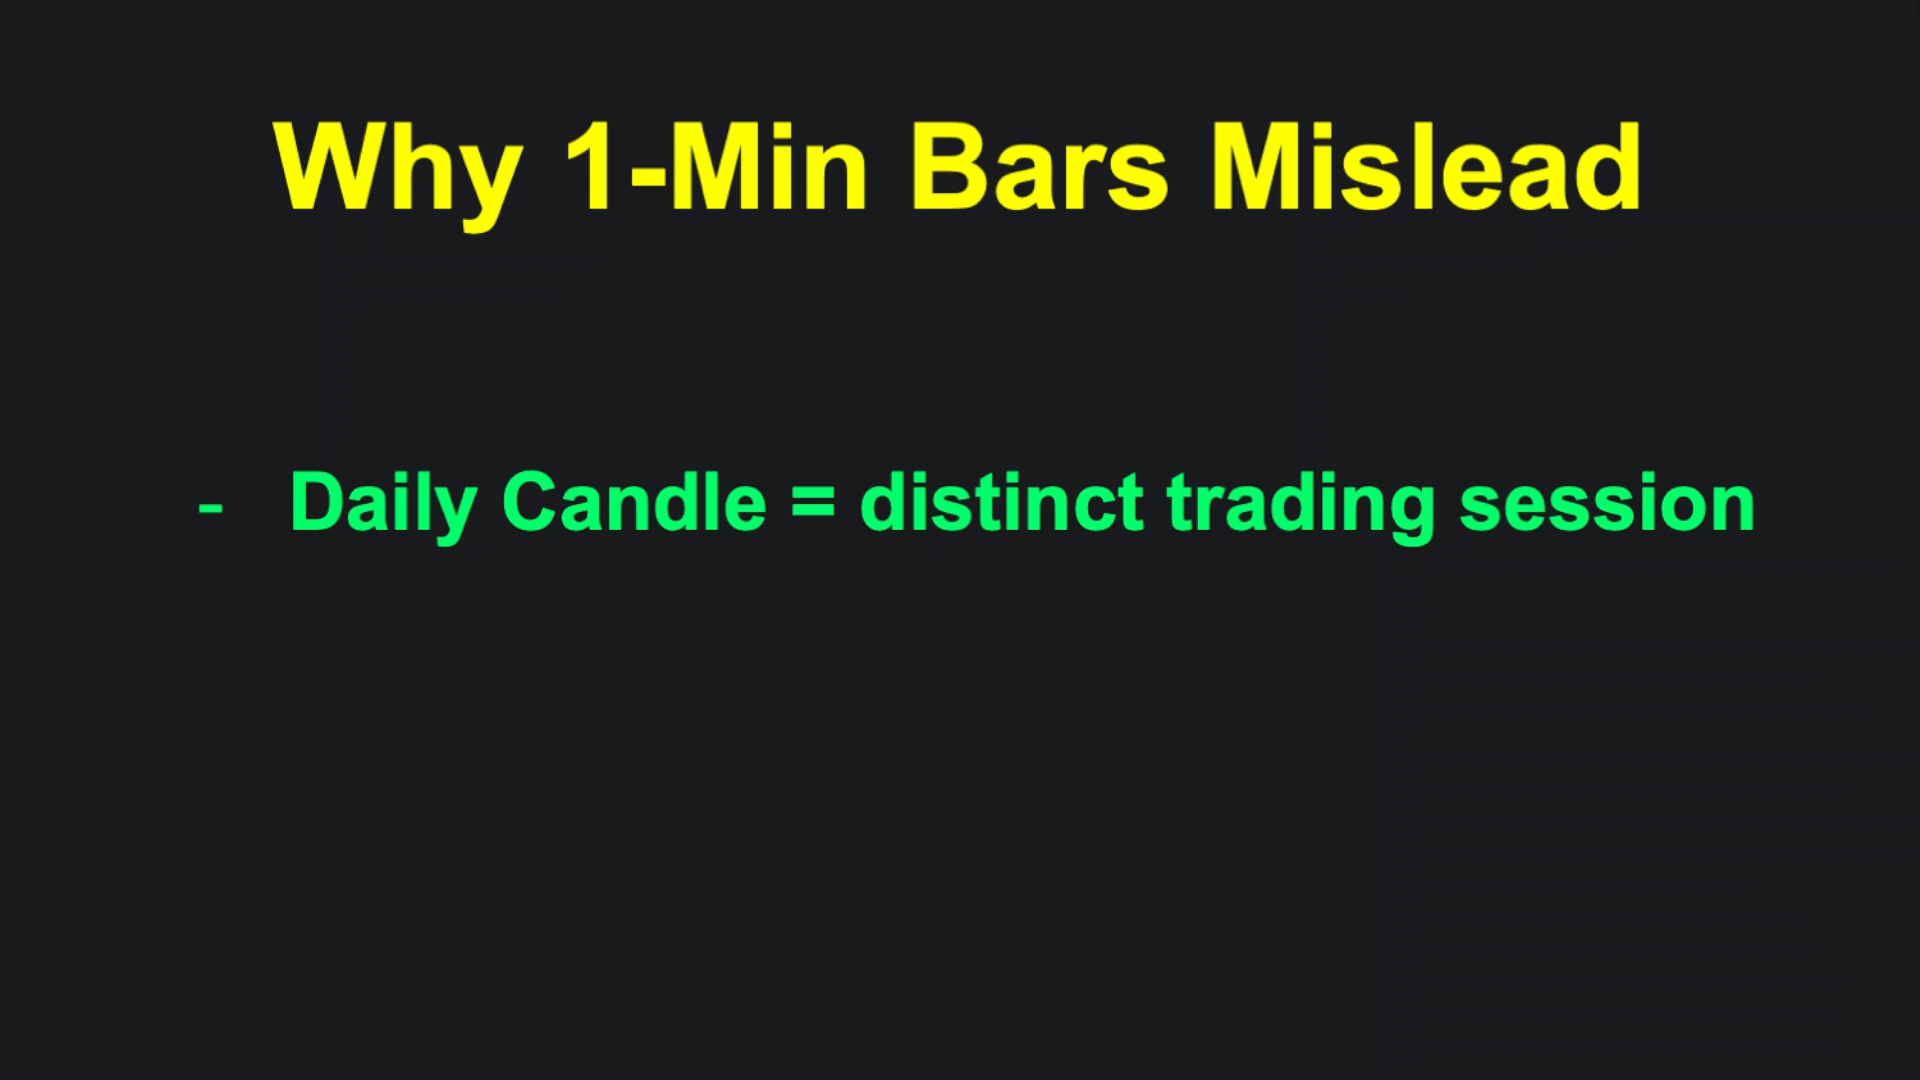 Why 1-Min Bars Mislead
- Daily Candle = distinct trading session